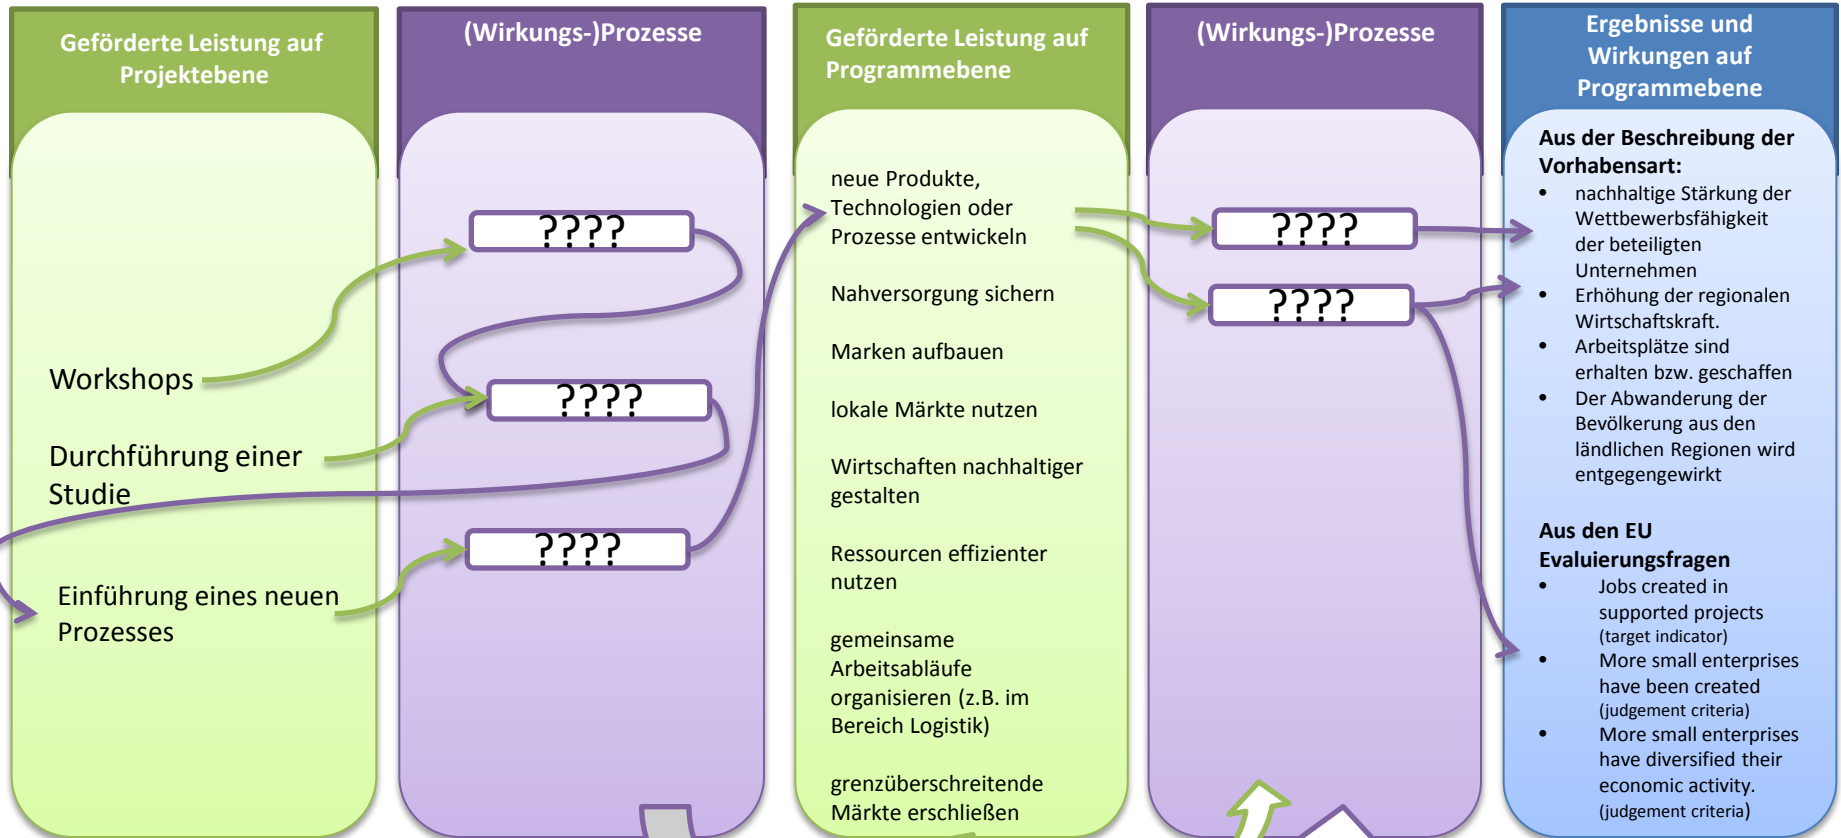 Geförderte Leistung auf
Projektebene
Workshops
Durchführung einer
Studie
Einführung eines neuen
Prozesses
(Wirkungs-)Prozesse
????
????
????
Geförderte Leistung auf
Programmebene
neue Produkte,
Technologien oder
Prozesse entwickeln
Nahversorgung sichern
Marken aufbauen
lokale Märkte nutzen
Wirtschaften nachhaltiger
gestalten
Ressourcen effizienter
nutzen
gemeinsame
Arbeitsabläufe
organisieren (z.B. im
Bereich Logistik)
grenzüberschreitende
Märkte erschließen
(Wirkungs-)Prozesse
????
????
Ergebnisse und
Wirkungen auf
Programmebene
Aus der Beschreibung der
Vorhabensart:
• nachhaltige Stärkung der
Wettbewerbsfähigkeit
der beteiligten
Unternehmen
• Erhöhung der regionalen
Wirtschaftskraft.
• Arbeitsplätze sind
erhalten bzw. geschaffen
• Der Abwanderung der
Bevölkerung aus den
ländlichen Regionen wird
entgegengewirkt
Aus den EU
Evaluierungsfragen
• Jobs created in
supported projects
(target indicator)
• More small enterprises
have been created
(judgement criteria)
• More small enterprises
have diversified their
economic activity.
(judgement criteria)